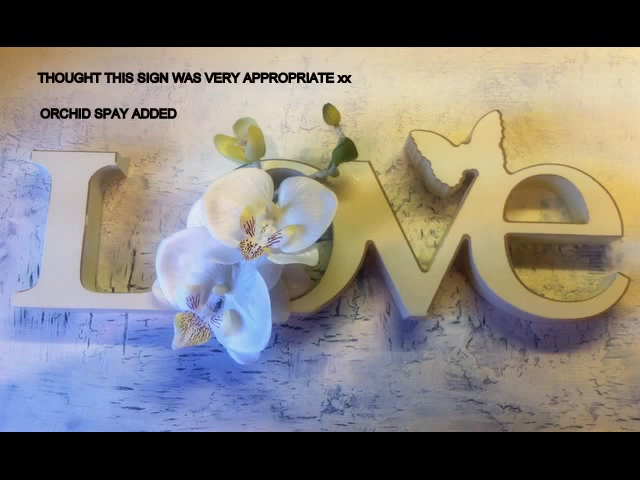 THOUGHT THIS SIGN WAS VERY APPROPRIATE xx
ORCHID SPAY ADDED
Love